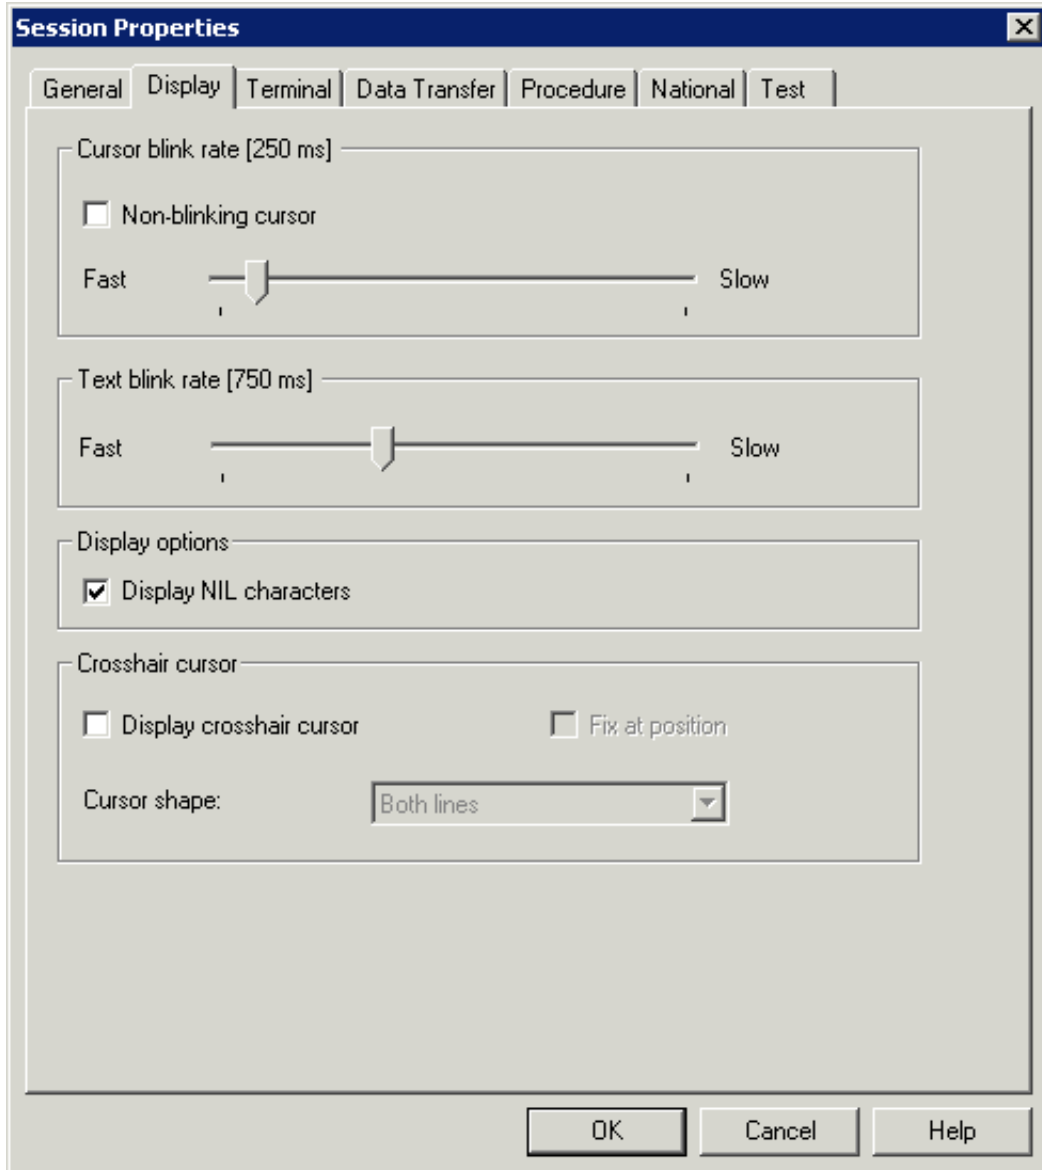 Session Properties
General Display Terminal Data Transfer Procedure National Test
Cursor blink rate [250 ms]
Non-blinking cursor
Fast Slow
Text blink rate [750 ms]
Fast Slow
Display options
Display NIL characters
Crosshair cursor
Display crosshair cursor Fix at position
Cursor shape: Both lines
OK Cancel Help